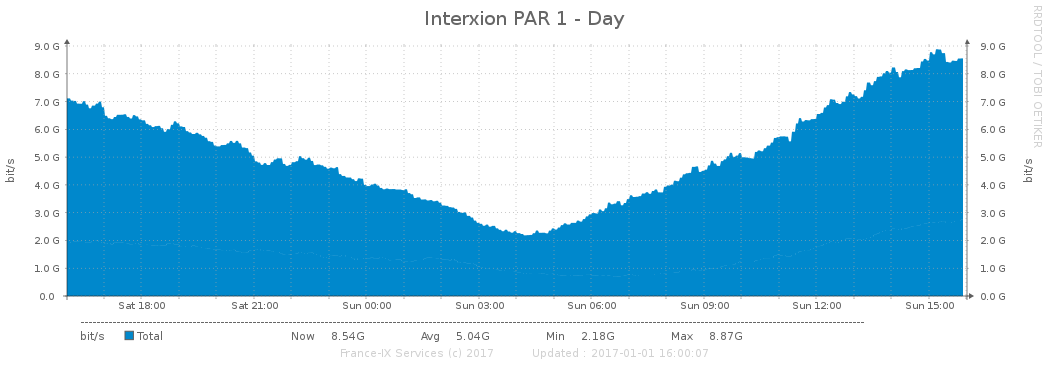 Interxion PAR 1 - Day
RRDTOOL / TOBI OETIKER
9.0 G 9.0 G
8.0 G 8.0 G
7.0 G 7.0 G
6.0 G 6.0 G
5.0 G 5.0 G
4.0 G 4.0 G
3.0 G 3.0 G
2.0 G 2.0 G
1.0 G 1.0 G
0.0 0.0 G
bit/s bit/s
Sat 18:00 Sat 21:00 Sun 00:00 Sun 03:00 Sun 06:00 Sun 09:00 Sun 12:00 Sun 15:00
bit/s Total Now 8.54G Avg 5.04G Min 2.18G Max 8.87G
France-IX Services (c) 2017 Updated : 2017-01-01 16:00:07